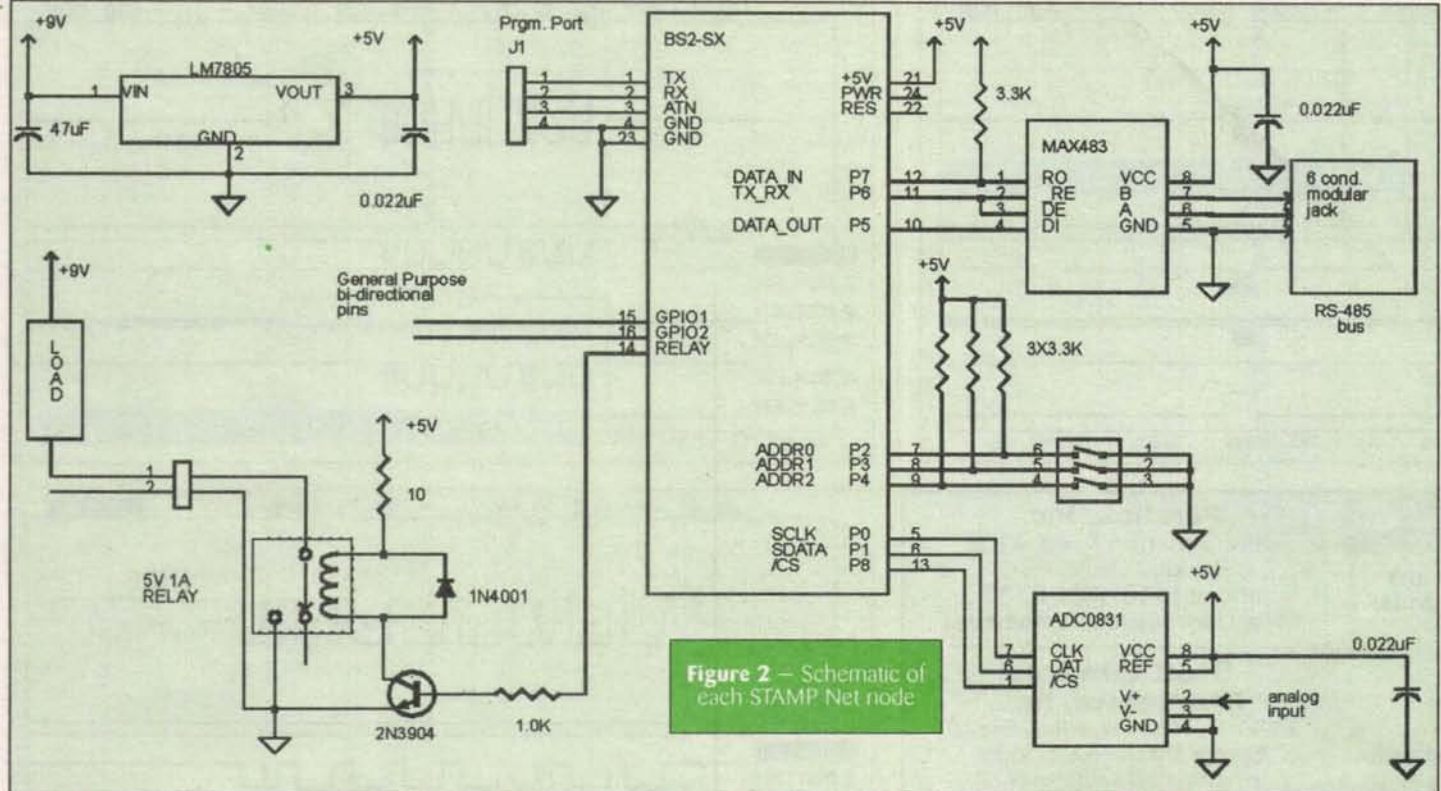 +9V
+5V
LM7805
1
VIN
VOUT
3
GND
2
47uF
0.022uF
Prgm. Port
J1
1
2
3
4
1
2
3
4
23
TX
RX
ATN
GND
GND
BS2-SX
+5V
PWR
RES
21
24
22
+5V
3.3K
DATA_IN P7 12
TX_RX P6 11
DATA_OUT P5 10
MAX483
1 RO
2 RE
3 DE
4 DI
VCC 8
B 7
A 6
GND 5
+5V
0.022uF
6 cond.
modular
jack
RS-485
bus
General Purpose
bi-directional
pins
15 GPIO1
16 GPIO2
14 RELAY
+9V
LOAD
1
2
5V 1A
RELAY
+5V
10
1N4001
2N3904
1.0K
+5V
3X3.3K
ADDR0 P2 7
ADDR1 P3 8
ADDR2 P4 9
6
5
4
1
2
3
SCLK P0 5
SDATA P1 6
/CS P8 13
ADC0831
7 CLK
6 DAT
1 /CS
VCC 8
REF 5
V+ 2
V- 3
GND 4
+5V
0.022uF
analog
input
Figure 2 – Schematic of
each STAMP Net node